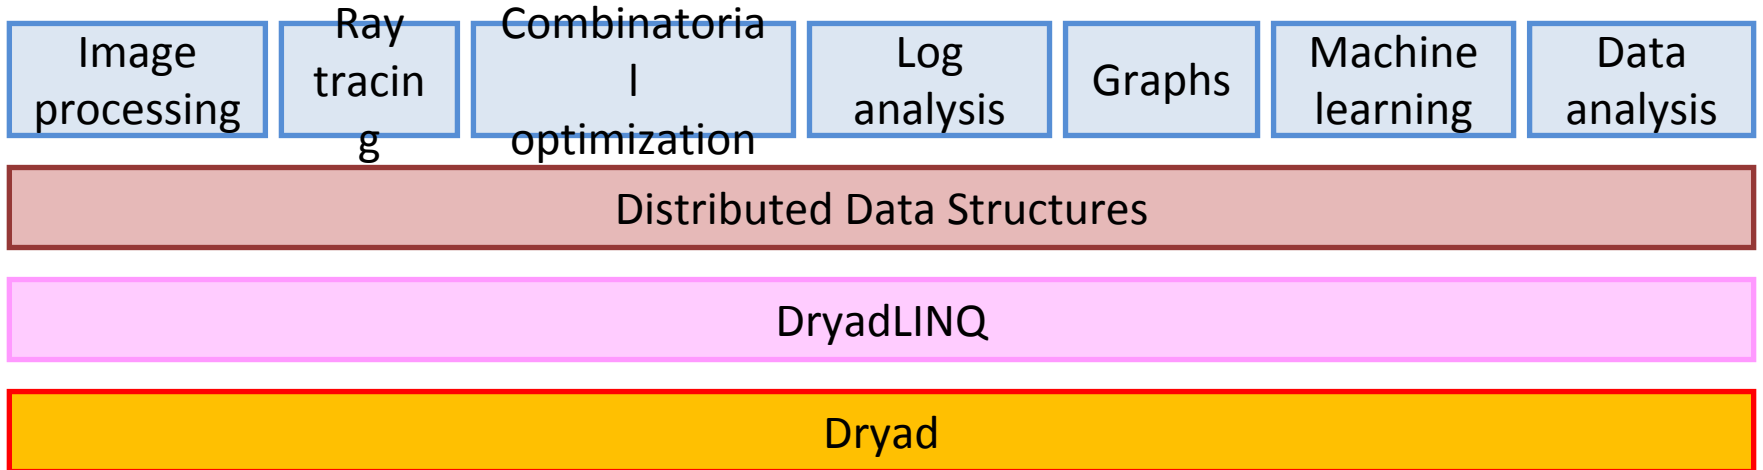 Image
processing
Ray
tracin
g
Combinatoria
l
optimization
Log
analysis
Graphs
Machine
learning
Data
analysis
Distributed Data Structures
DryadLINQ
Dryad